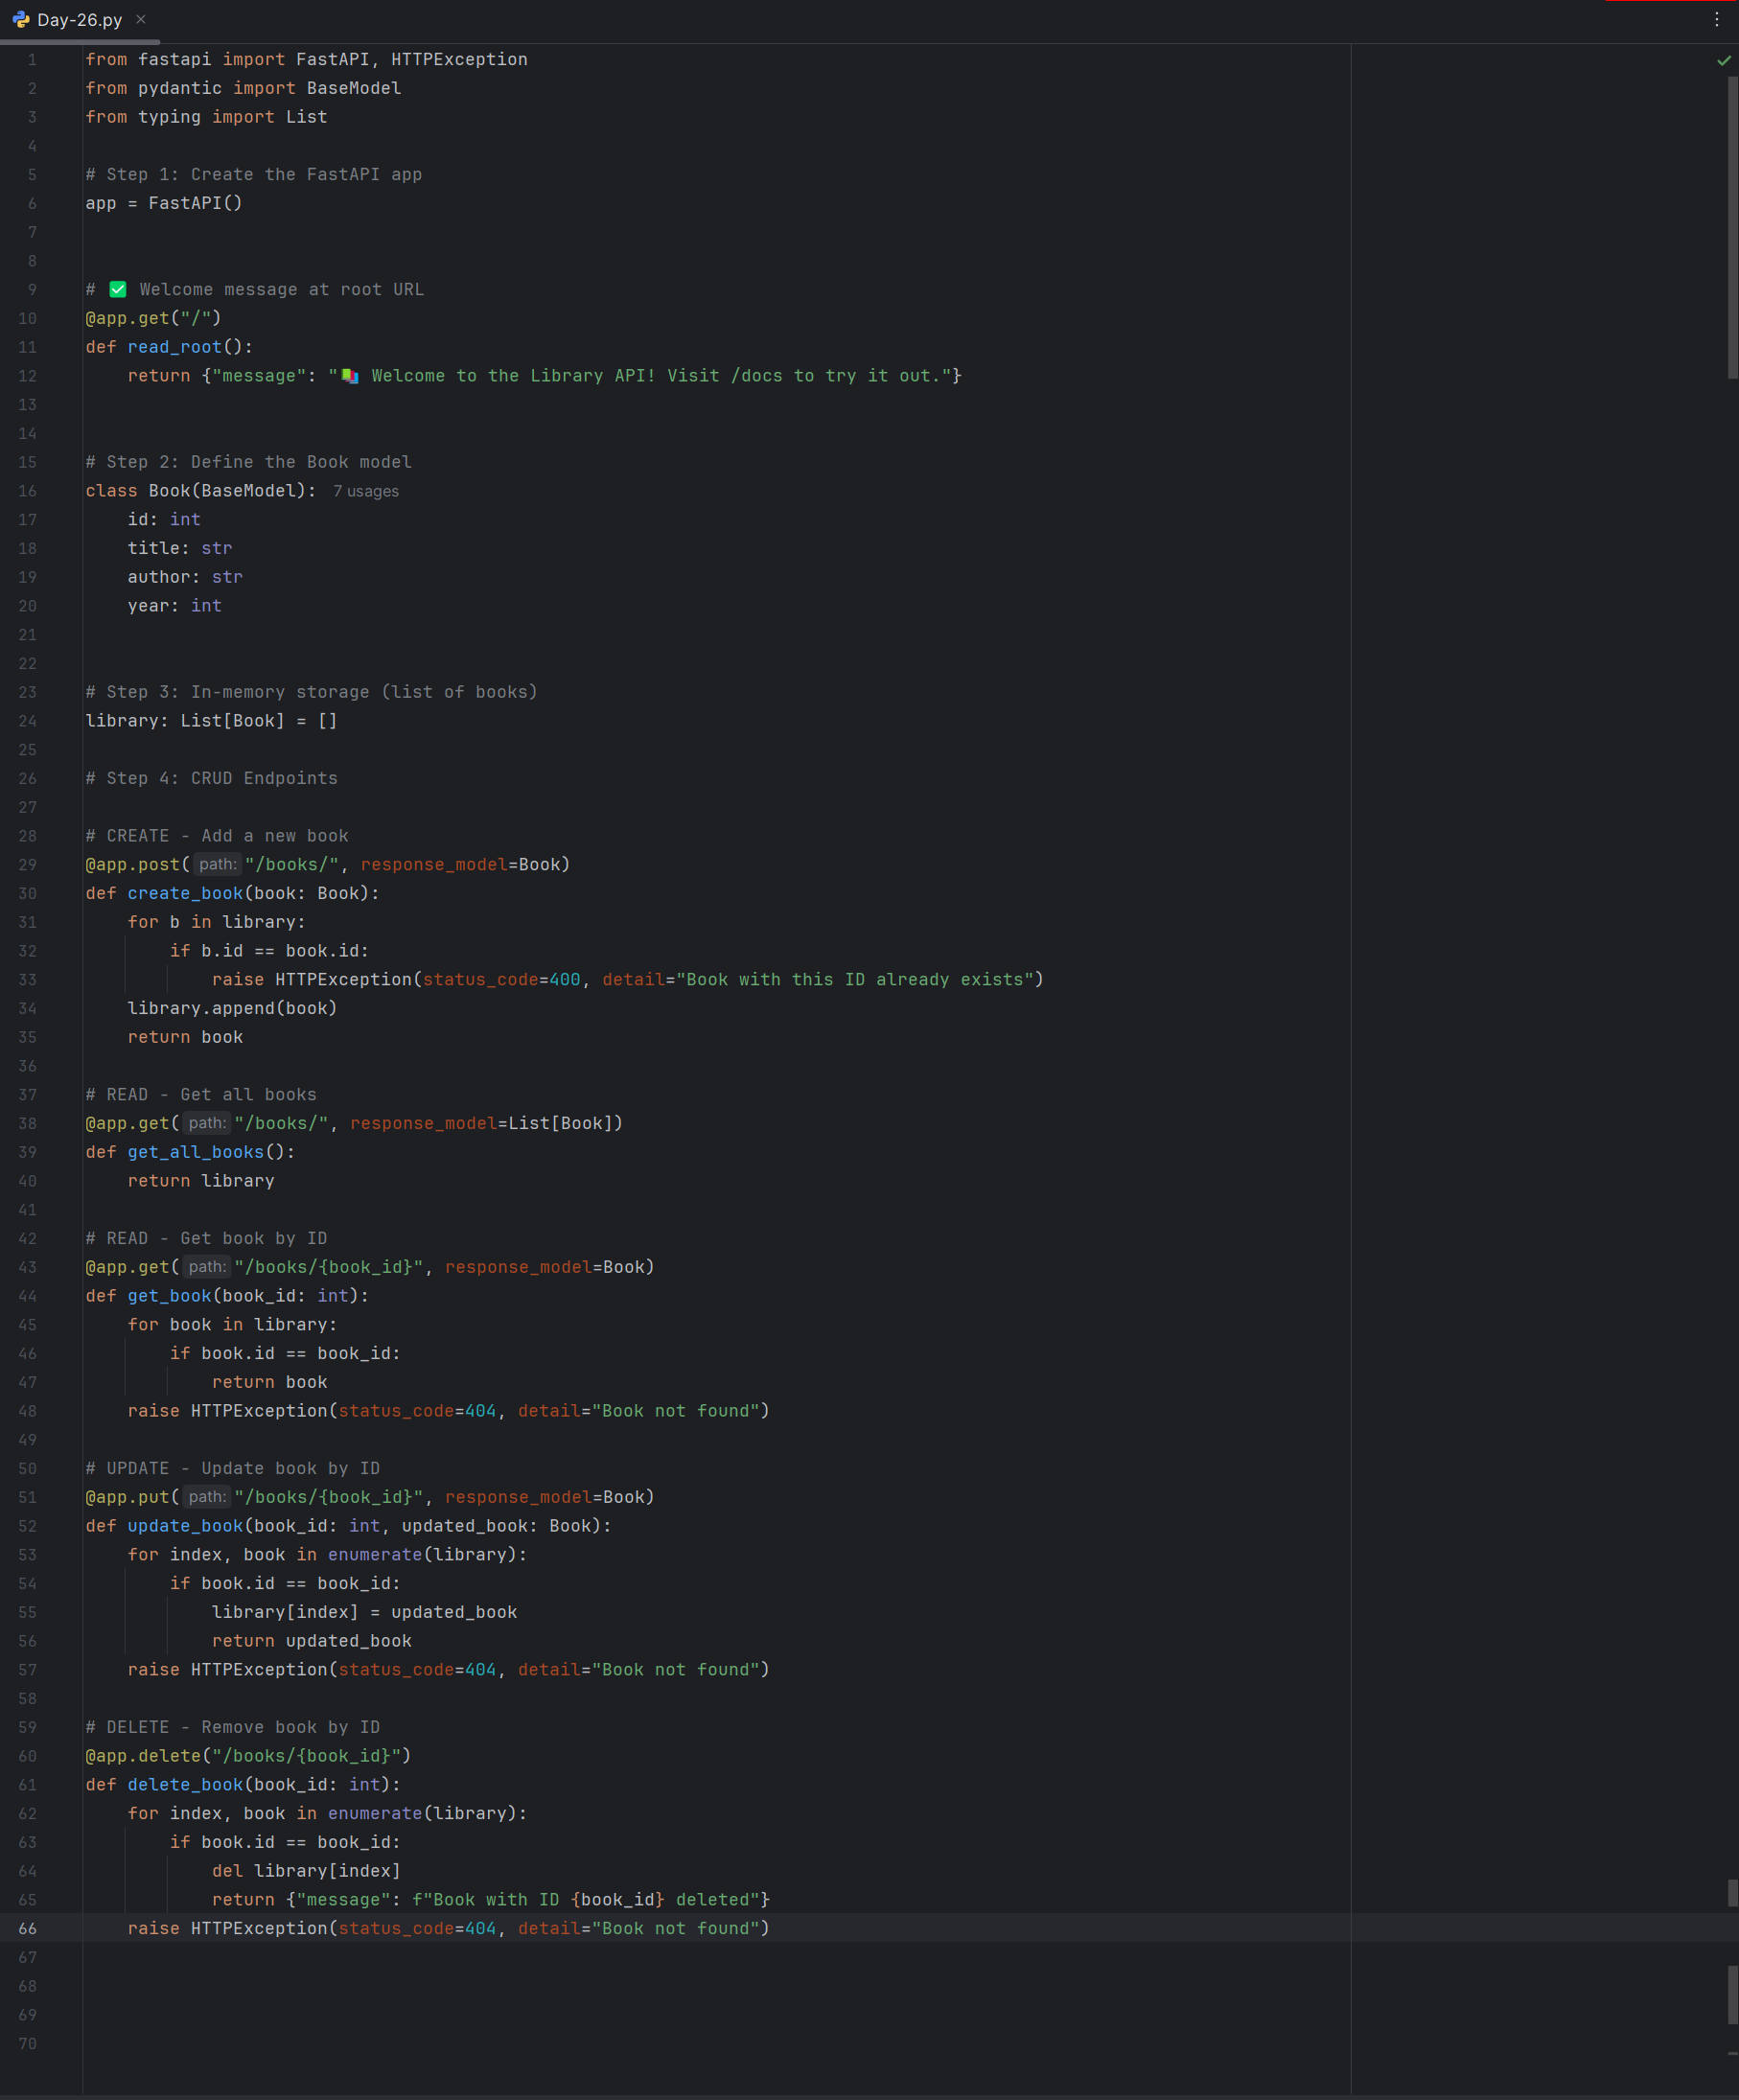 Day-26.py
1 from fastapi import FastAPI, HTTPException
2 from pydantic import BaseModel
3 from typing import List
4
5 # Step 1: Create the FastAPI app
6 app = FastAPI()
7
8
9 # ✅ Welcome message at root URL
10 @app.get("/")
11 def read_root():
12     return {"message": "📚 Welcome to the Library API! Visit /docs to try it out."}
13
14
15 # Step 2: Define the Book model
16 class Book(BaseModel): 7 usages
17     id: int
18     title: str
19     author: str
20     year: int
21
22
23 # Step 3: In-memory storage (list of books)
24 library: List[Book] = []
25
26 # Step 4: CRUD Endpoints
27
28 # CREATE - Add a new book
29 @app.post( path: "/books/", response_model=Book)
30 def create_book(book: Book):
31     for b in library:
32         if b.id == book.id:
33             raise HTTPException(status_code=400, detail="Book with this ID already exists")
34     library.append(book)
35     return book
36
37 # READ - Get all books
38 @app.get( path: "/books/", response_model=List[Book])
39 def get_all_books():
40     return library
41
42 # READ - Get book by ID
43 @app.get( path: "/books/{book_id}", response_model=Book)
44 def get_book(book_id: int):
45     for book in library:
46         if book.id == book_id:
47             return book
48     raise HTTPException(status_code=404, detail="Book not found")
49
50 # UPDATE - Update book by ID
51 @app.put( path: "/books/{book_id}", response_model=Book)
52 def update_book(book_id: int, updated_book: Book):
53     for index, book in enumerate(library):
54         if book.id == book_id:
55             library[index] = updated_book
56             return updated_book
57     raise HTTPException(status_code=404, detail="Book not found")
58
59 # DELETE - Remove book by ID
60 @app.delete("/books/{book_id}")
61 def delete_book(book_id: int):
62     for index, book in enumerate(library):
63         if book.id == book_id:
64             del library[index]
65             return {"message": f"Book with ID {book_id} deleted"}
66     raise HTTPException(status_code=404, detail="Book not found")
67
68
69
70